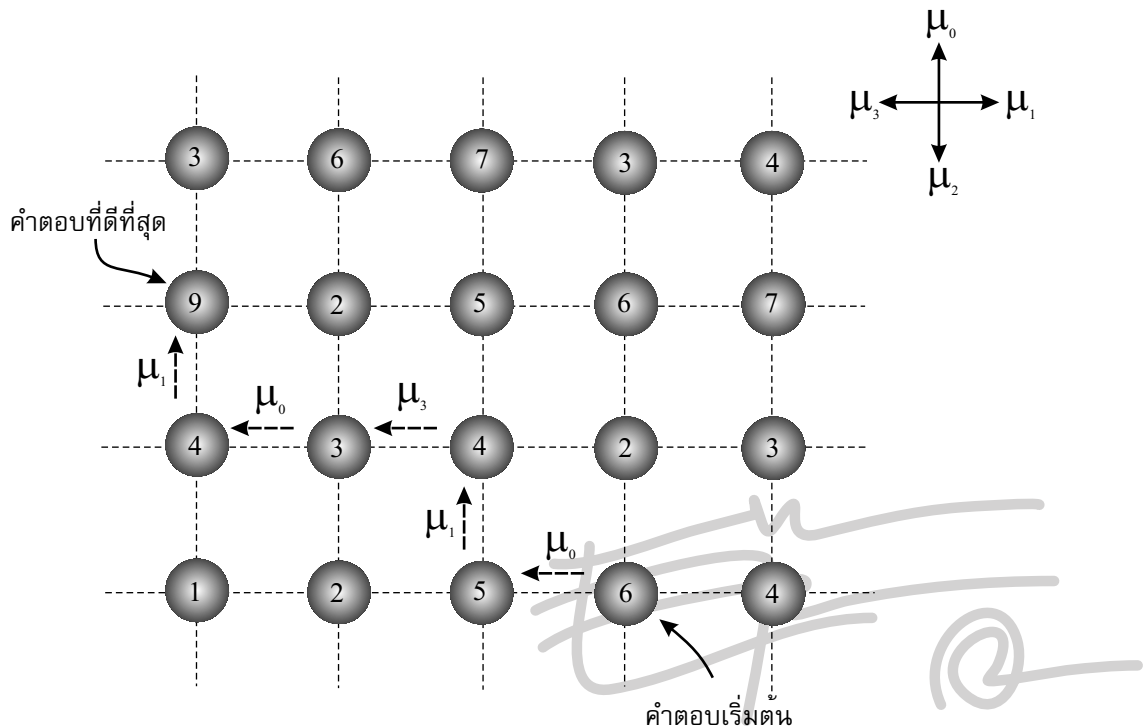 μ₀
μ₃ μ₁
μ₂
3 6 7 3 4
คำตอบที่ดีที่สุด
9 2 5 6 7
μ₁
μ₀ μ₃
4 3 4 2 3
μ₁
μ₀
1 2 5 6 4
คำตอบเริ่มต้น